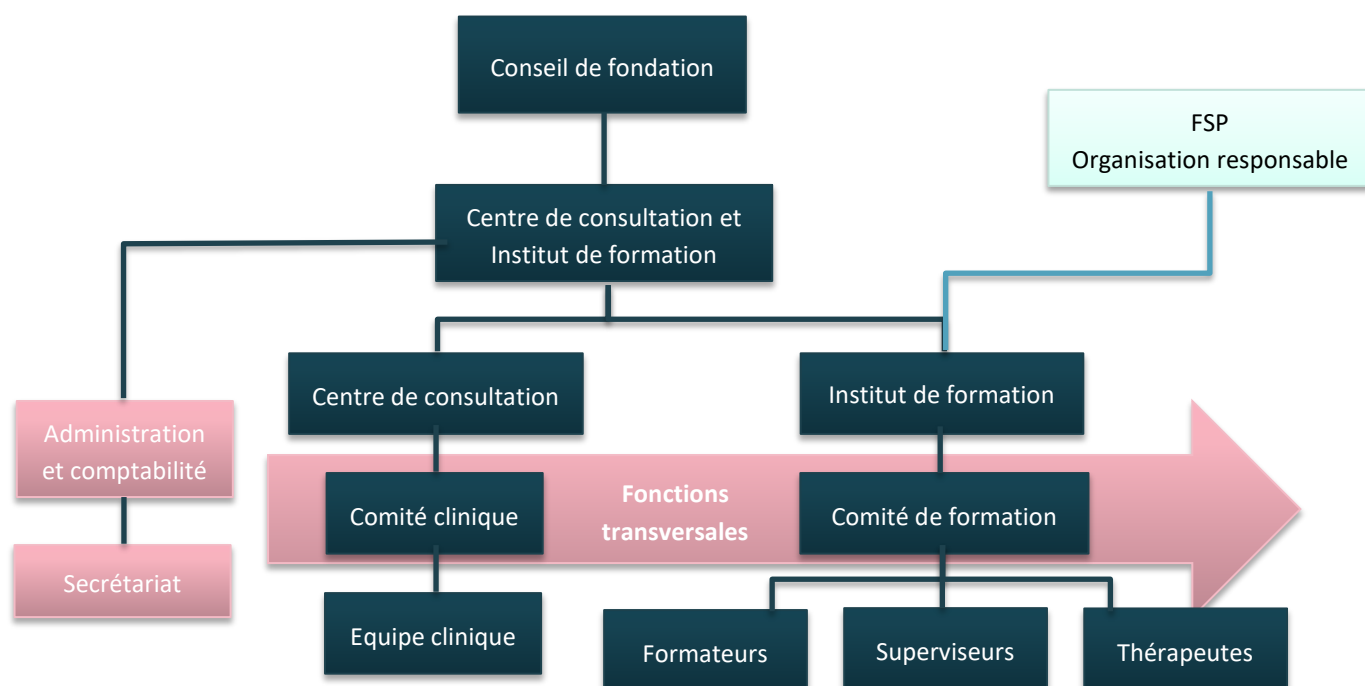 Conseil de fondation
FSP
Organisation responsable
Centre de consultation et
Institut de formation
Centre de consultation
Institut de formation
Administration
et comptabilité
Comité clinique
Fonctions
transversales
Comité de formation
Secrétariat
Equipe clinique
Formateurs
Superviseurs
Thérapeutes